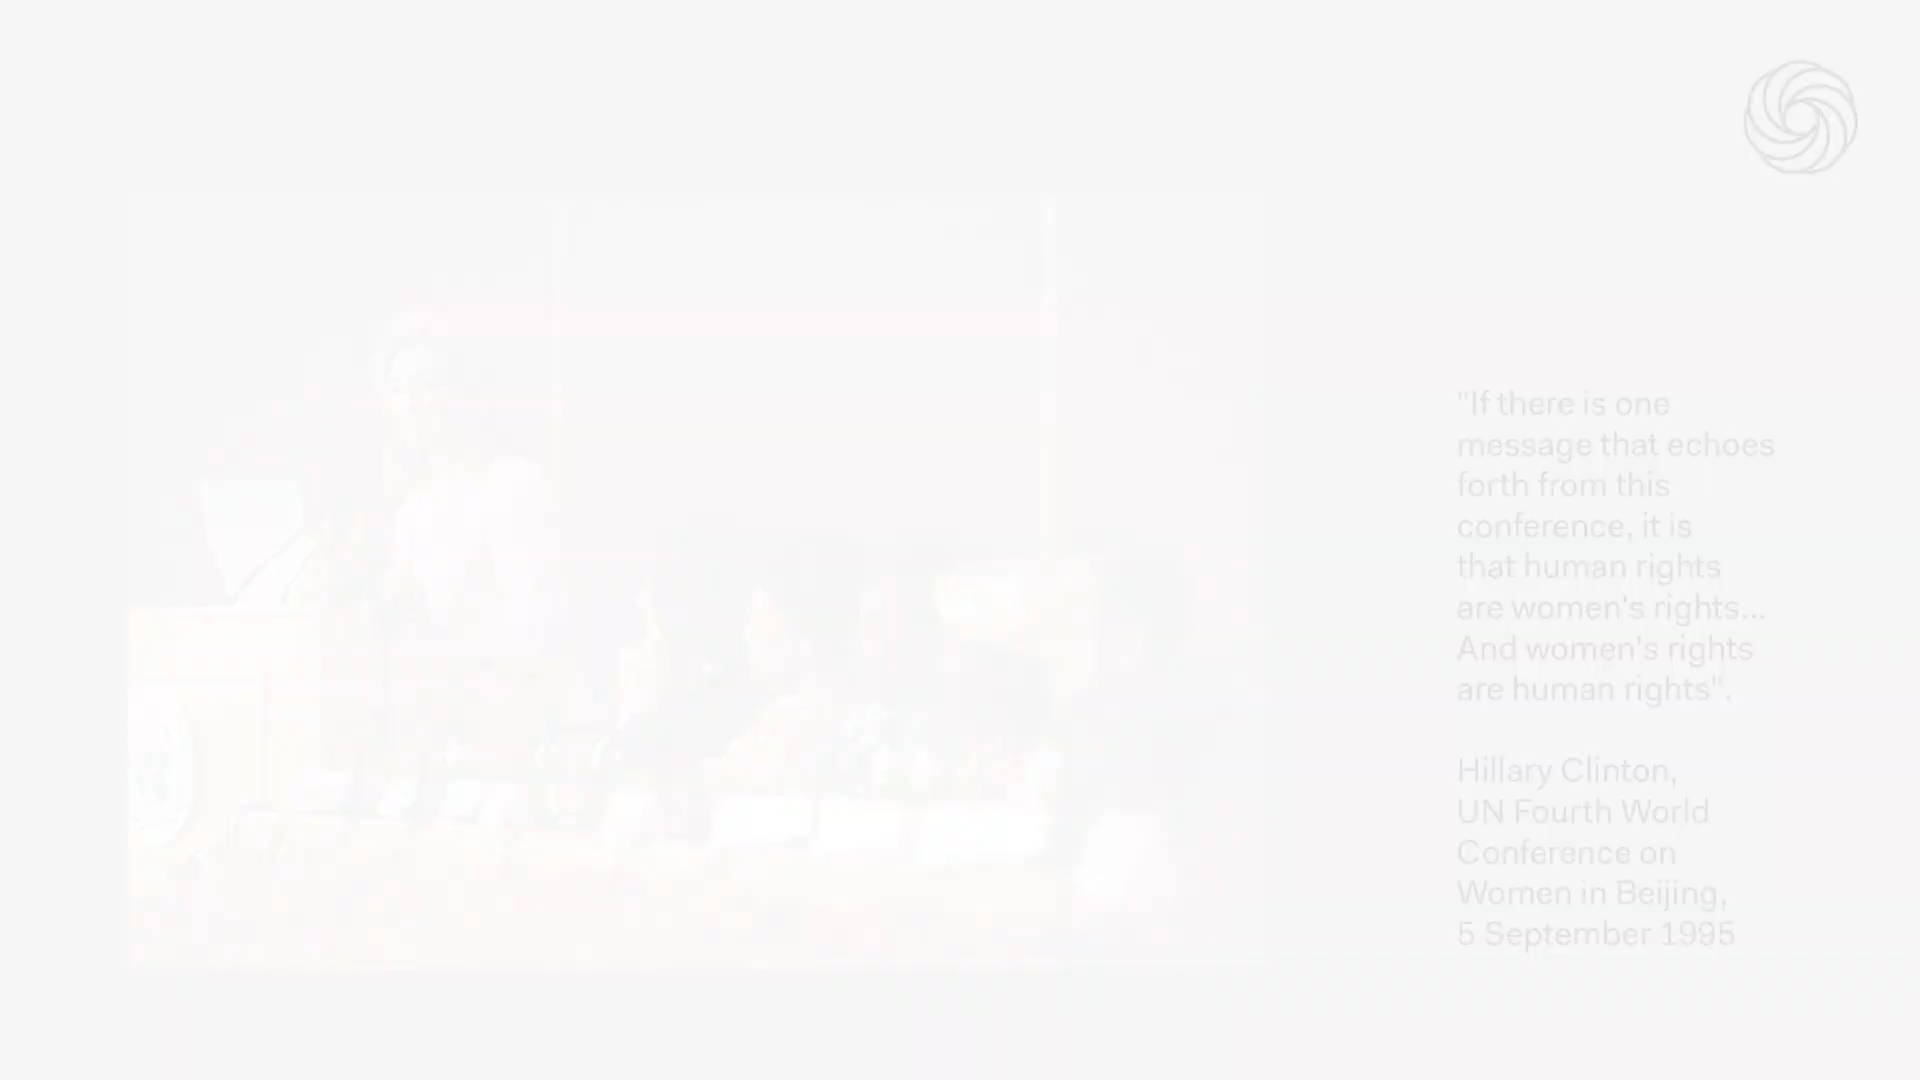 "If there is one
message that echoes
forth from this
conference, it is
that human rights
are women's rights...
And women's rights
are human rights".
Hillary Clinton,
UN Fourth World
Conference on
Women in Beijing,
5 September 1995